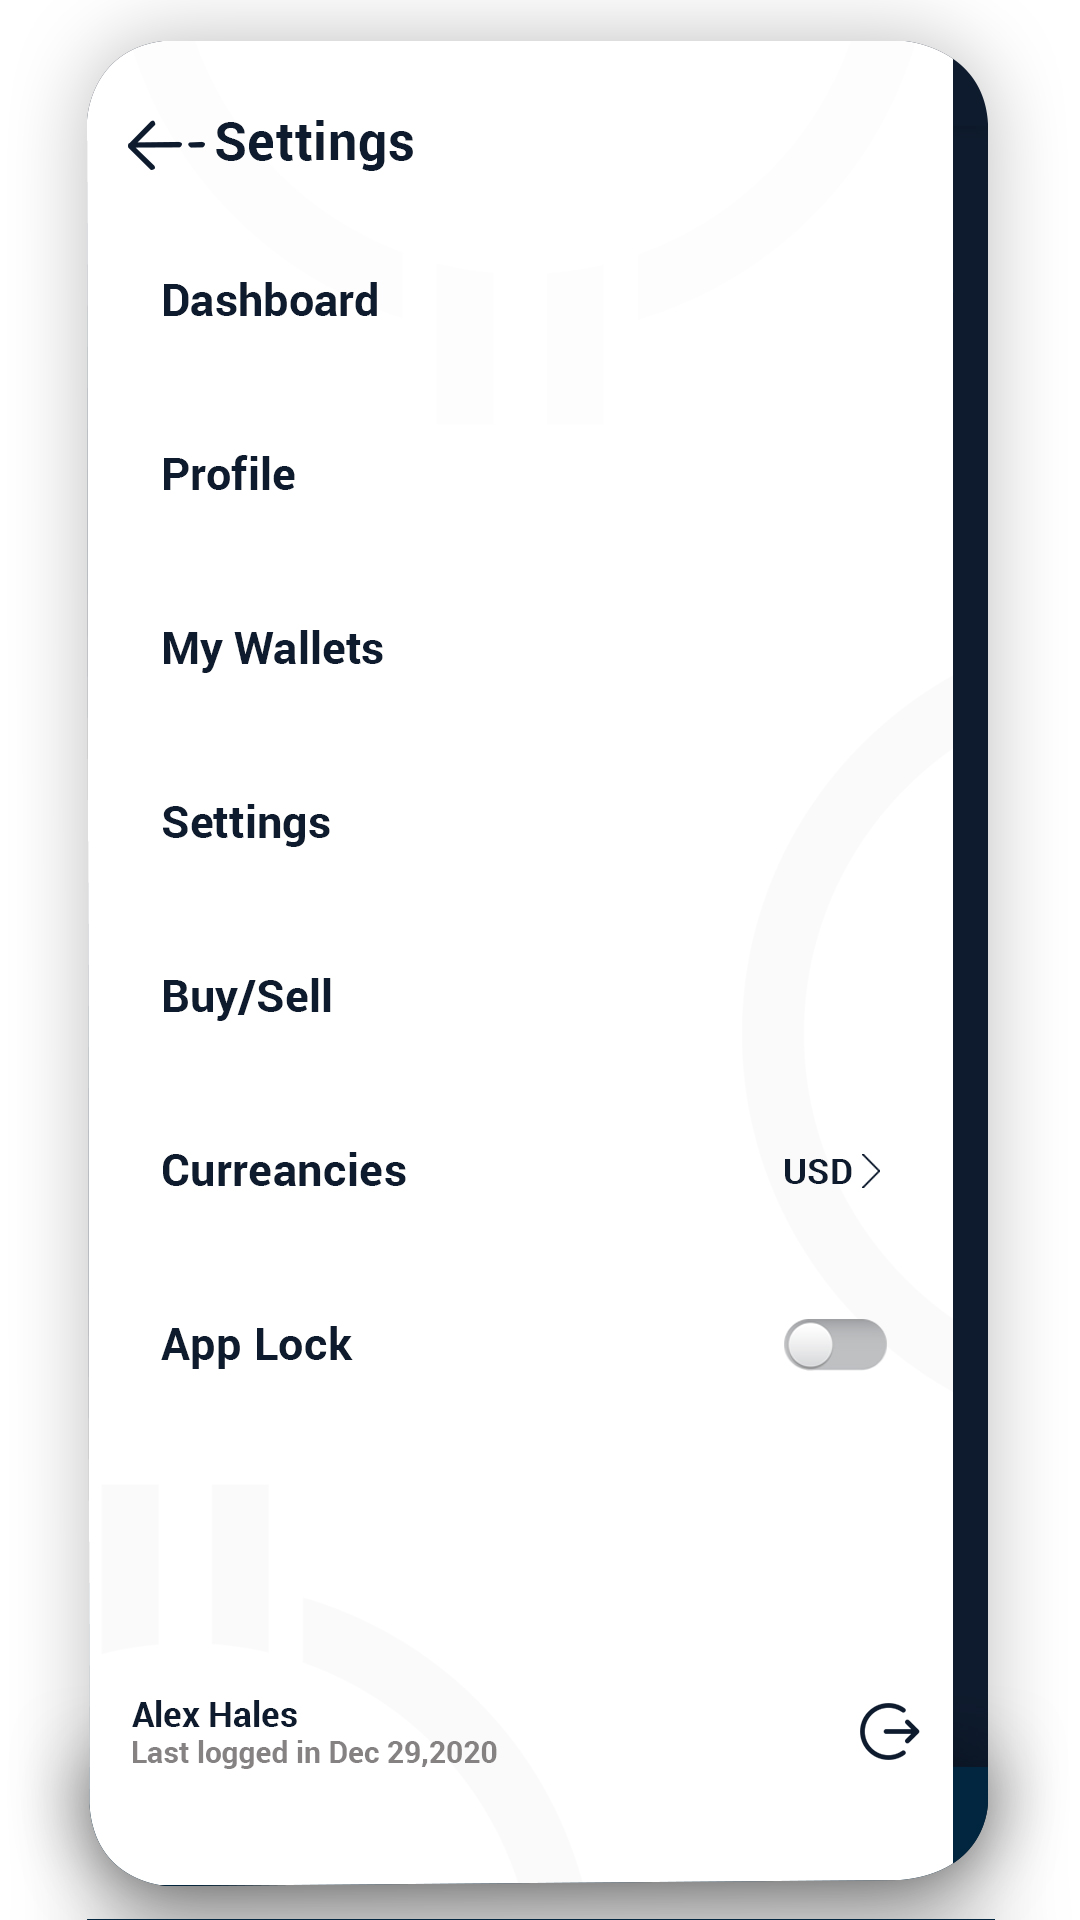 Settings
Dashboard
Profile
My Wallets
Settings
Buy/Sell
Curreancies USD
App Lock
Alex Hales
Last logged in Dec 29,2020